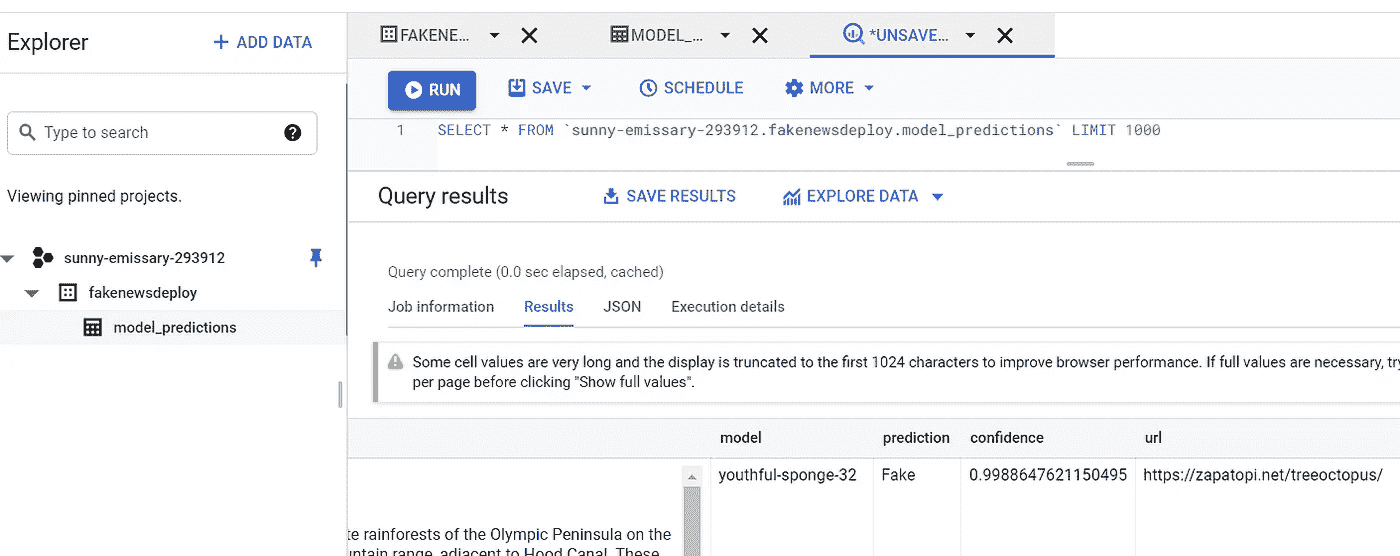 Explorer
+ ADD DATA
Type to search
Viewing pinned projects.
sunny-emissary-293912
fakenewsdeploy
model_predictions
FAKENE...
MODEL_...
*UNSAVE...
RUN
SAVE
SCHEDULE
MORE
1 SELECT * FROM `sunny-emissary-293912.fakenewsdeploy.model_predictions` LIMIT 1000
Query results
SAVE RESULTS
EXPLORE DATA
Query complete (0.0 sec elapsed, cached)
Job information Results JSON Execution details
Some cell values are very long and the display is truncated to the first 1024 characters to improve browser performance. If full values are necessary, try
per page before clicking "Show full values".
model prediction confidence url
youthful-sponge-32 Fake 0.9988647621150495 https://zapatopi.net/treeoctopus/
te rainforests of the Olympic Peninsula on the
untain range, adjacent to Hood Canal. These